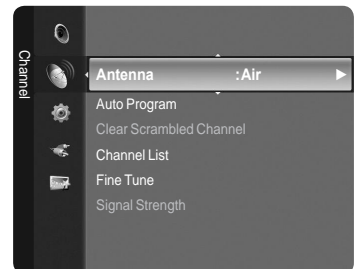 Channel
Antenna :Air
Auto Program
Clear Scrambled Channel
Channel List
Fine Tune
Signal Strength